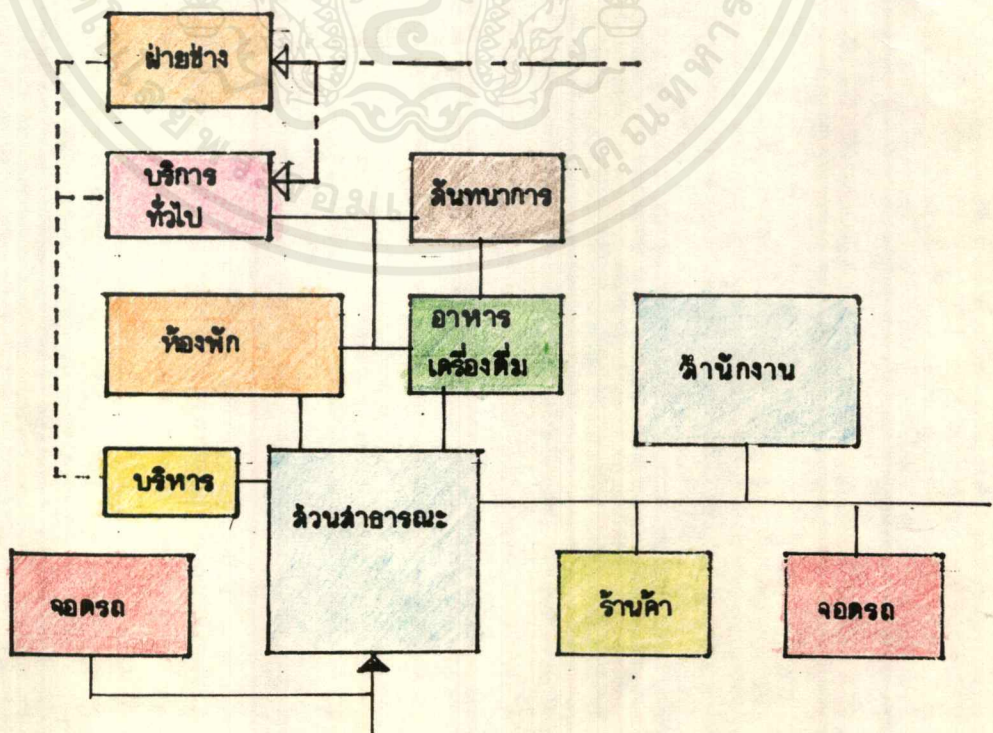 ฝ่ายช่าง
บริการ
ทั่วไป
สันทนาการ
ห้องพัก
อาหาร
เครื่องดื่ม
สำนักงาน
บริหาร
ส่วนสาธารณะ
จอดรถ
ร้านค้า
จอดรถ